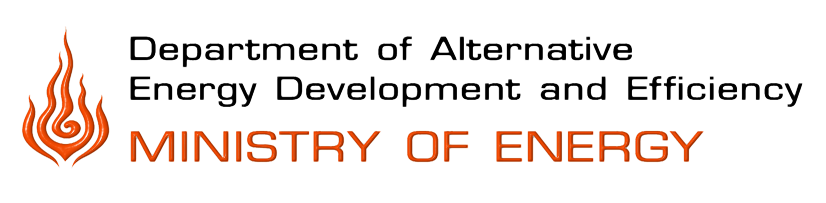 Department of Alternative
Energy Development and Efficiency
MINISTRY OF ENERGY